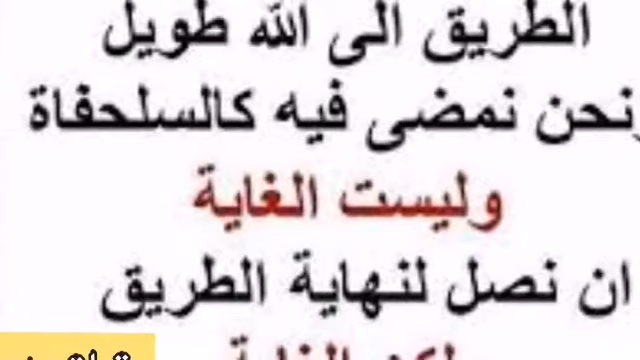 الطريق الى الله طويل
ونحن نمضى فيه كالسلحفاة
وليست الغاية
ان نصل لنهاية الطريق